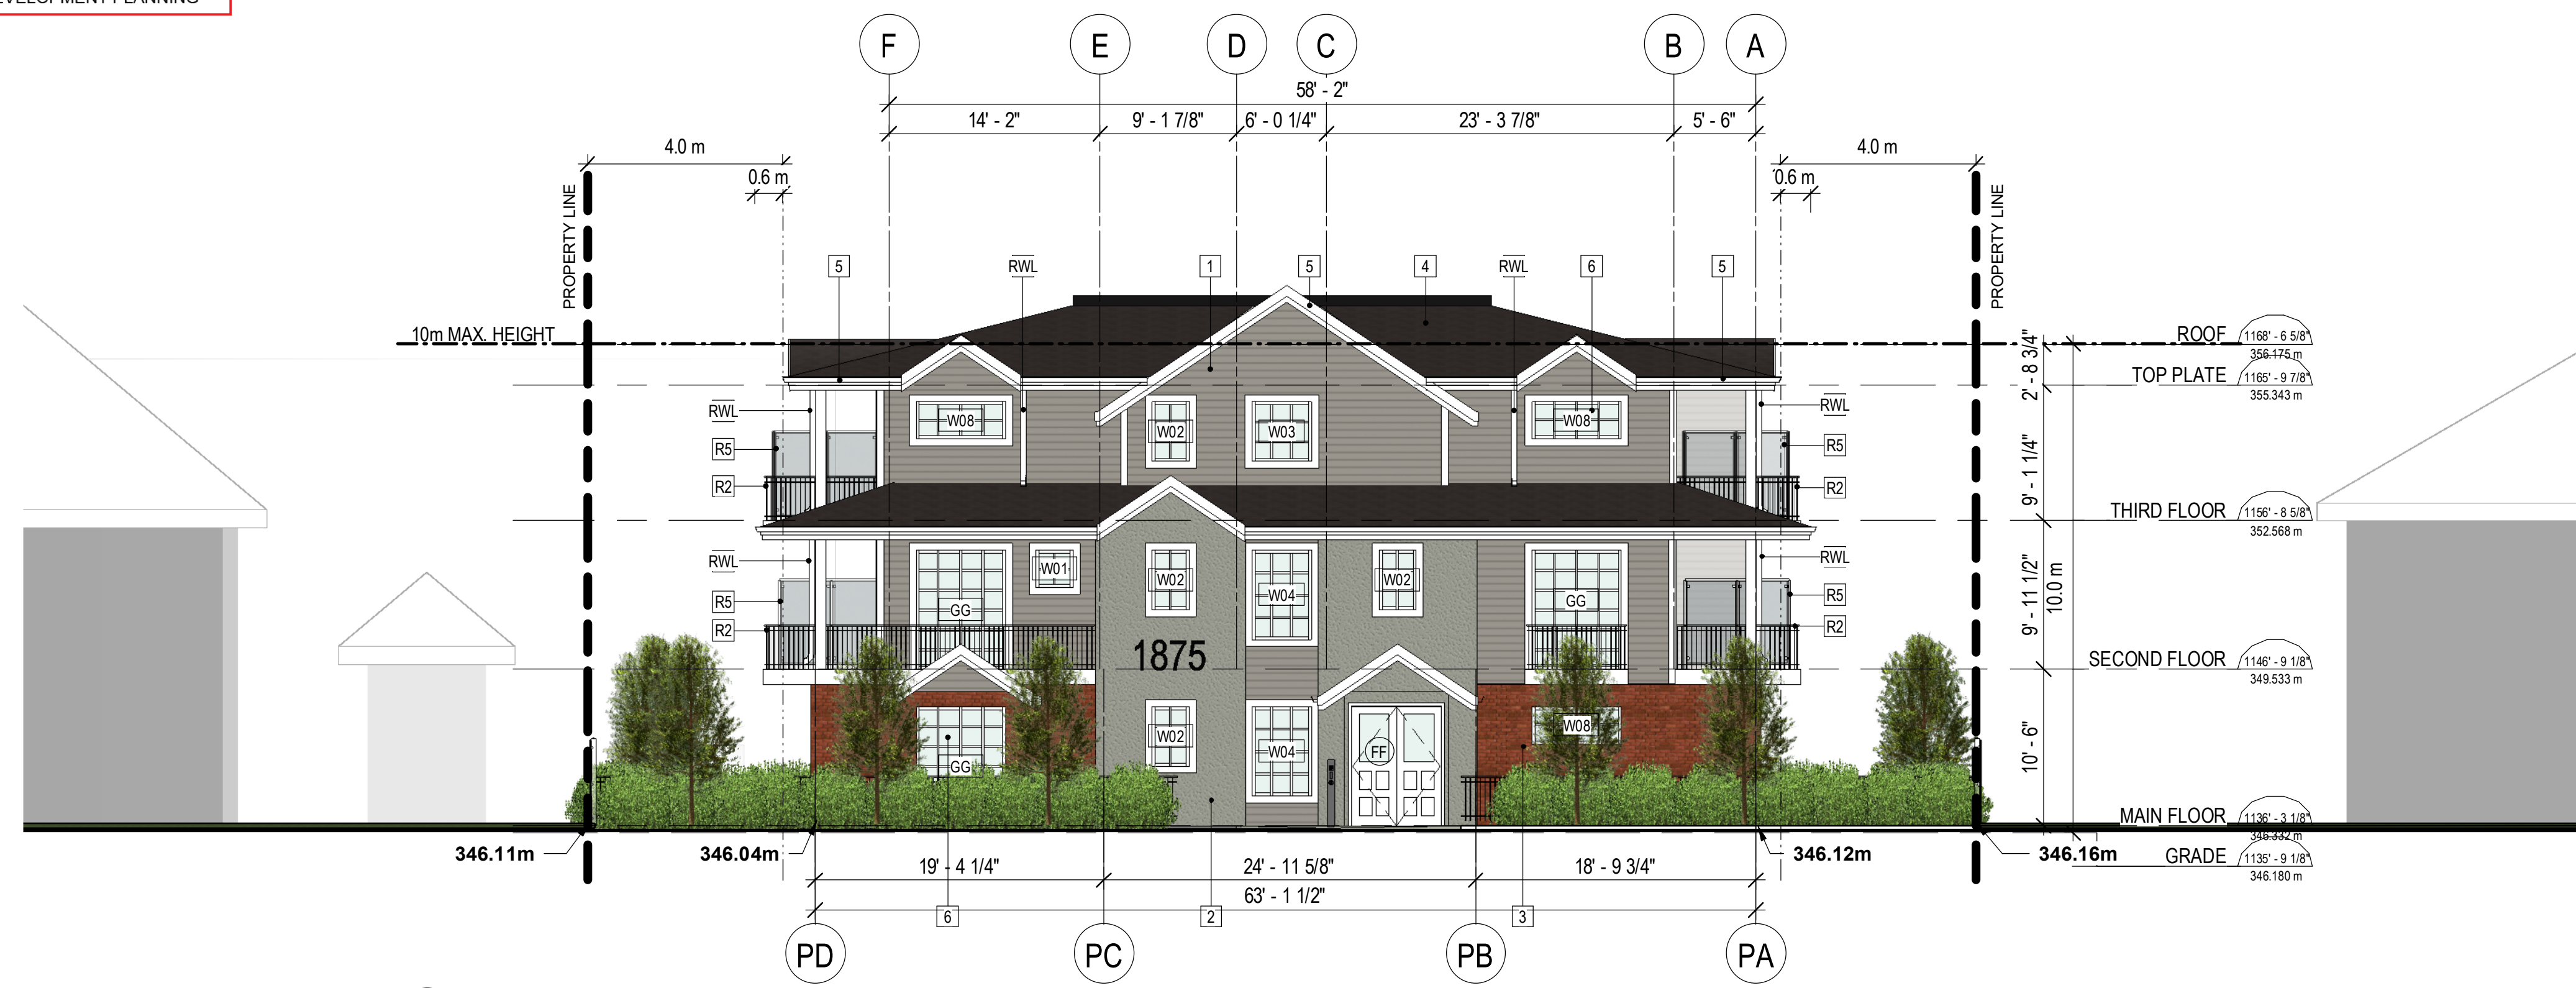 F E D C B A
58' - 2"
14' - 2" 9' - 1 7/8" 6' - 0 1/4" 23' - 3 7/8" 5' - 6"
4.0 m 4.0 m
0.6 m 0.6 m
PROPERTY LINE PROPERTY LINE
5 RWL 1 5 4 RWL 6 5
10m MAX. HEIGHT
ROOF 1168' - 6 5/8"
356.175 m
TOP PLATE 1165' - 9 7/8"
355.343 m
2' - 8 3/4"
RWL RWL
W08 W02 W03 W08
R5 R5
R2 R2
9' - 1 1/4"
THIRD FLOOR 1156' - 8 5/8"
352.568 m
RWL RWL
W01 W02 W04 W02
R5 GG GG R5
R2 R2
9' - 11 1/2"
10.0 m
1875
SECOND FLOOR 1146' - 9 1/8"
349.533 m
W08
W02 W04 FF
GG
10' - 6"
MAIN FLOOR 1136' - 3 1/8"
346.332 m
346.11m 346.04m 346.12m 346.16m
GRADE 1135' - 9 1/8"
346.180 m
19' - 4 1/4" 24' - 11 5/8" 18' - 9 3/4"
63' - 1 1/2"
6 2 3
PD PC PB PA